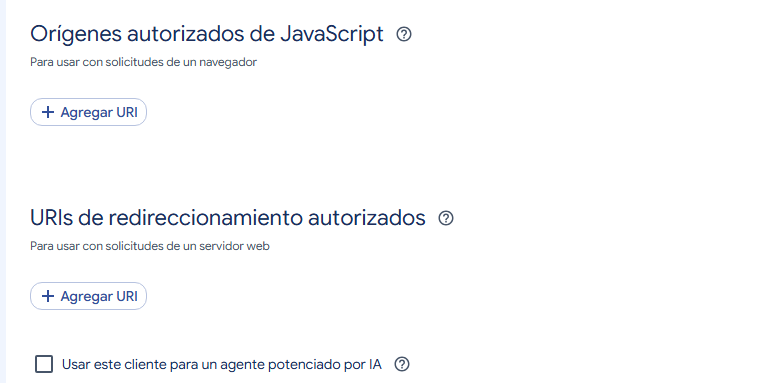 Orígenes autorizados de JavaScript
Para usar con solicitudes de un navegador
+ Agregar URI
URIs de redireccionamiento autorizados
Para usar con solicitudes de un servidor web
+ Agregar URI
Usar este cliente para un agente potenciado por IA